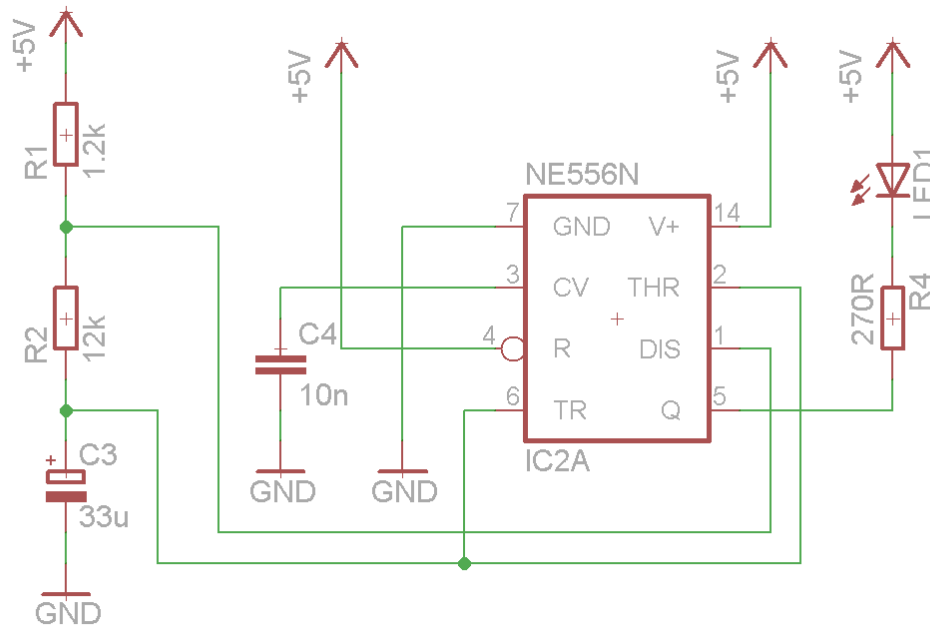 +5V
R1
1.2k
R2
12k
+
C3
33u
GND
+5V
C4
10n
GND
GND
NE556N
7
GND
V+
14
3
CV
THR
2
4
R
DIS
1
6
TR
Q
5
IC2A
+5V
+5V
LED1
270R
R4